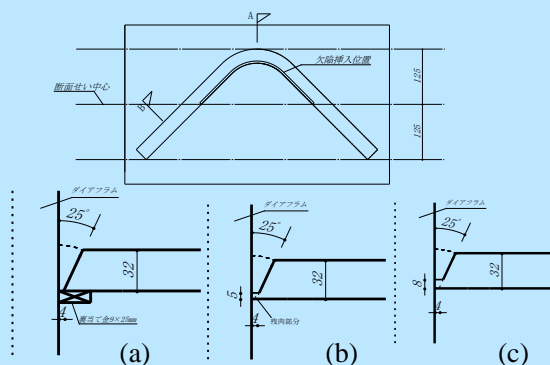 A
欠陥挿入位置
断面せい中心
B
125
125
ダイアフラム
25°
32
4
裏当て金9×25mm
(a)
ダイアフラム
25°
32
5
4
残肉部分
(b)
ダイアフラム
25°
32
8
4
(c)